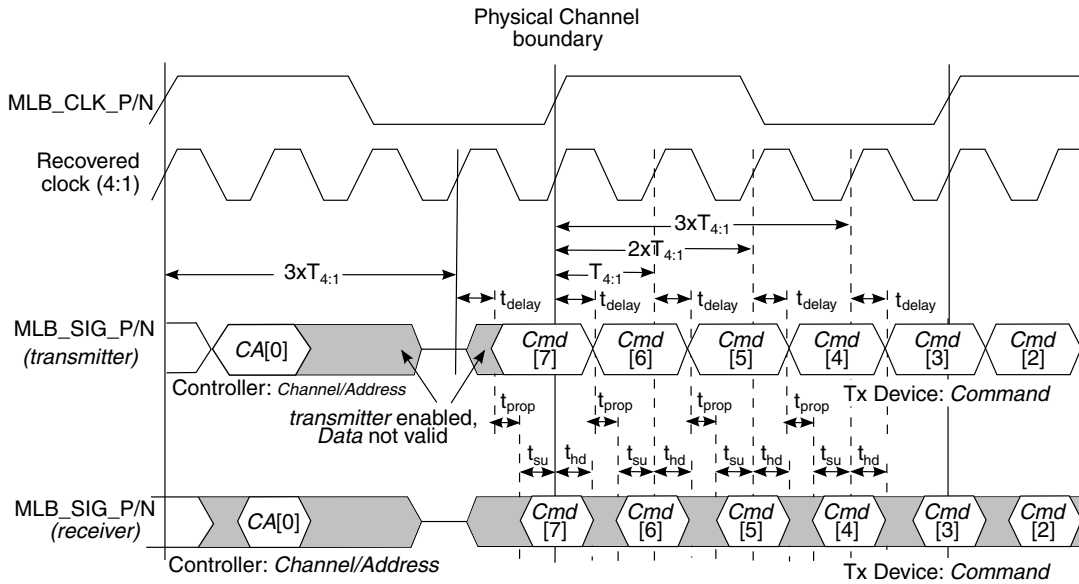 Physical Channel
boundary
MLB_CLK_P/N
Recovered
clock (4:1)
3xT4:1
2xT4:1
3xT4:1
T4:1
tdelay
tdelay
tdelay
tdelay
tdelay
MLB_SIG_P/N
(transmitter)
CA[0]
Cmd
[7]
Cmd
[6]
Cmd
[5]
Cmd
[4]
Cmd
[3]
Cmd
[2]
Controller: Channel/Address
Tx Device: Command
transmitter enabled,
Data not valid
tprop
tprop
tprop
tprop
tsu
thd
tsu
thd
tsu
thd
tsu
thd
MLB_SIG_P/N
(receiver)
CA[0]
Cmd
[7]
Cmd
[6]
Cmd
[5]
Cmd
[4]
Cmd
[3]
Cmd
[2]
Controller: Channel/Address
Tx Device: Command